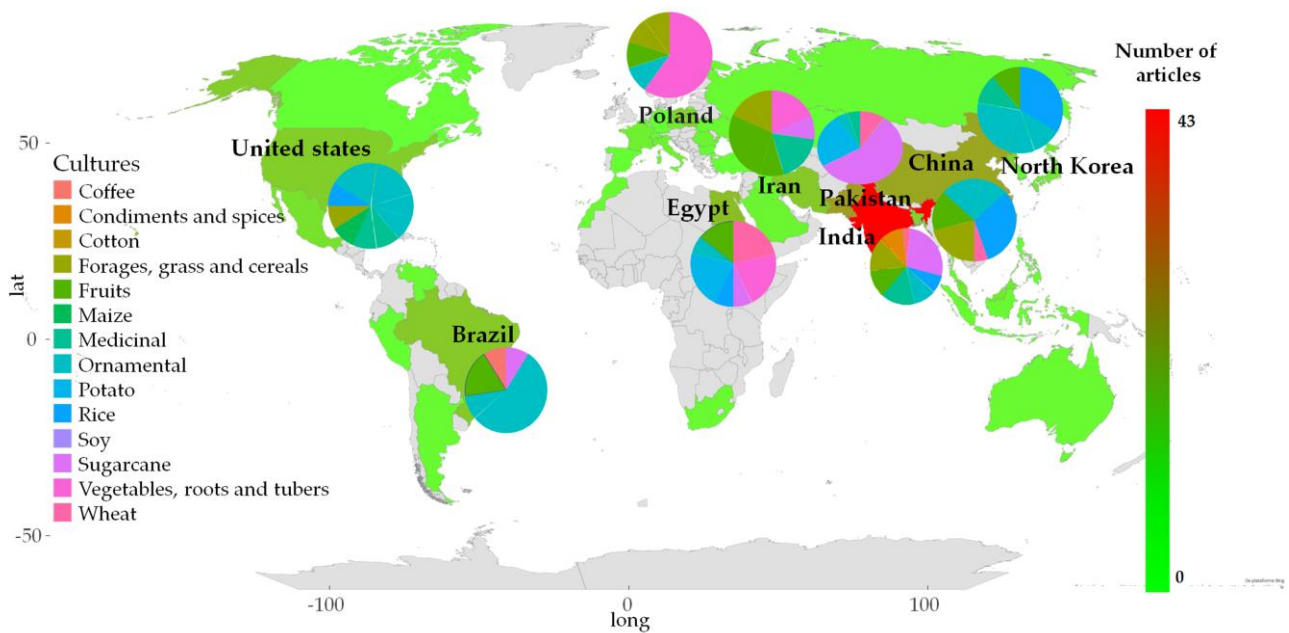 Number of
articles
43
0
50
lat
0
-50
-100
0
100
long
Cultures
Coffee
Condiments and spices
Cotton
Forages, grass and cereals
Fruits
Maize
Medicinal
Ornamental
Potato
Rice
Soy
Sugarcane
Vegetables, roots and tubers
Wheat
United states
Brazil
Poland
Egypt
Iran
Pakistan
India
China
North Korea